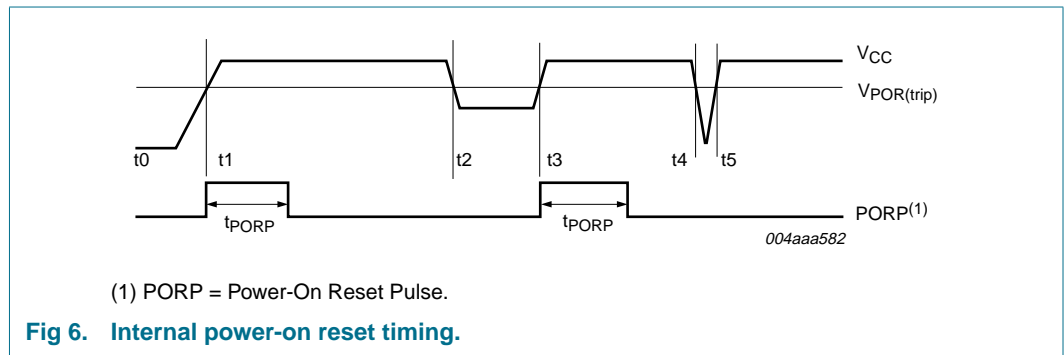 VCC
VPOR(trip)
t0 t1 t2 t3 t4 t5
PORP(1)
tPORP tPORP
004aaa582
(1) PORP = Power-On Reset Pulse.
Fig 6. Internal power-on reset timing.